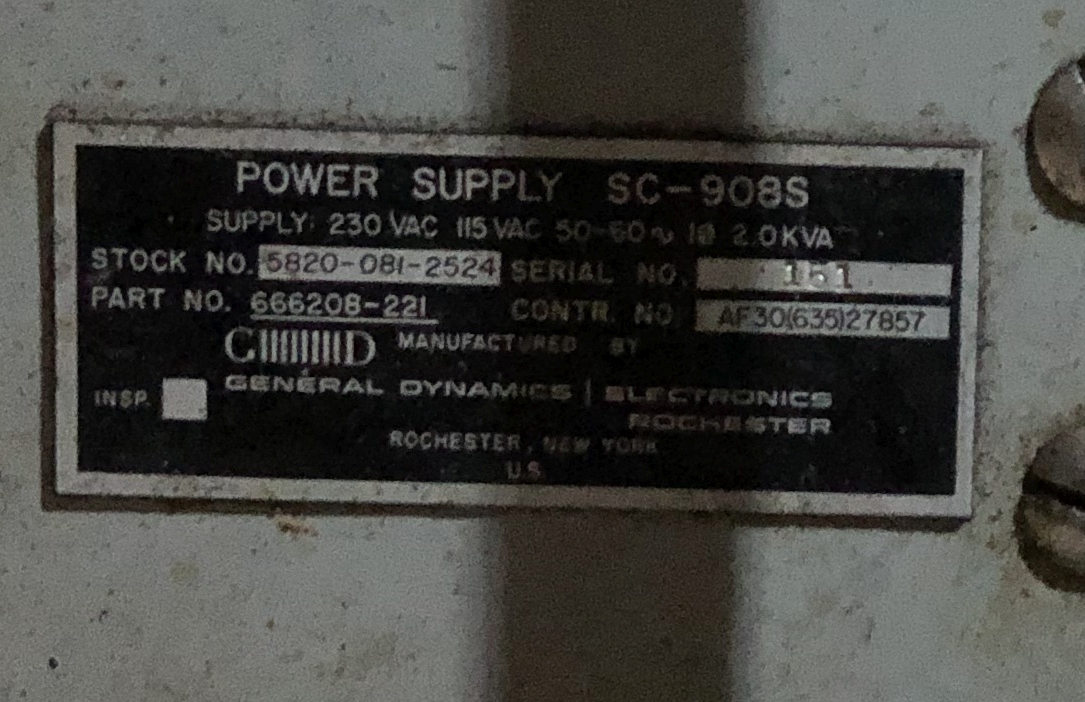 POWER SUPPLY SC-908S
SUPPLY: 230 VAC 115 VAC 50-60~ 1Ø 2.0KVA
STOCK NO. 5820-081-2524 SERIAL NO. 151
PART NO. 666208-221 CONTR. NO. AF30(635)27857
GIIIIIIIID MANUFACTURED BY
GENERAL DYNAMICS | ELECTRONICS
INSP.
ROCHESTER
ROCHESTER, NEW YORK
U.S.